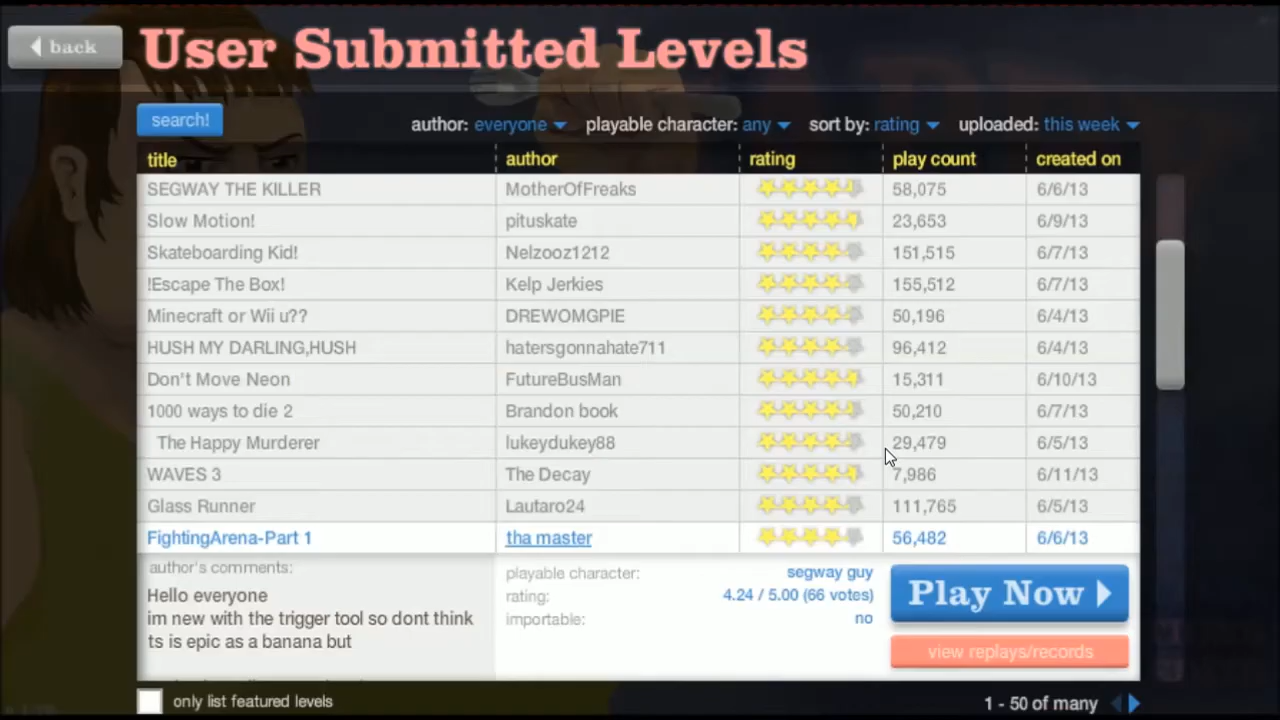 back
User Submitted Levels
search!
author: everyone playable character: any sort by: rating uploaded: this week
title author rating play count created on
SEGWAY THE KILLER MotherOfFreaks 58,075 6/6/13
Slow Motion! pituskate 23,653 6/9/13
Skateboarding Kid! Nelzooz1212 151,515 6/7/13
!Escape The Box! Kelp Jerkies 155,512 6/7/13
Minecraft or Wii u?? DREWOMGPIE 50,196 6/4/13
HUSH MY DARLING,HUSH hatersgonnahate711 96,412 6/4/13
Don't Move Neon FutureBusMan 15,311 6/10/13
1000 ways to die 2 Brandon book 50,210 6/7/13
The Happy Murderer lukeydukey88 29,479 6/5/13
WAVES 3 The Decay 7,986 6/11/13
Glass Runner Lautaro24 111,765 6/5/13
FightingArena-Part 1 tha master 56,482 6/6/13
author's comments:
Hello everyone
im new with the trigger tool so dont think
ts is epic as a banana but
playable character: segway guy
rating: 4.24 / 5.00 (66 votes)
importable: no
Play Now
view replays/records
only list featured levels
1 - 50 of many